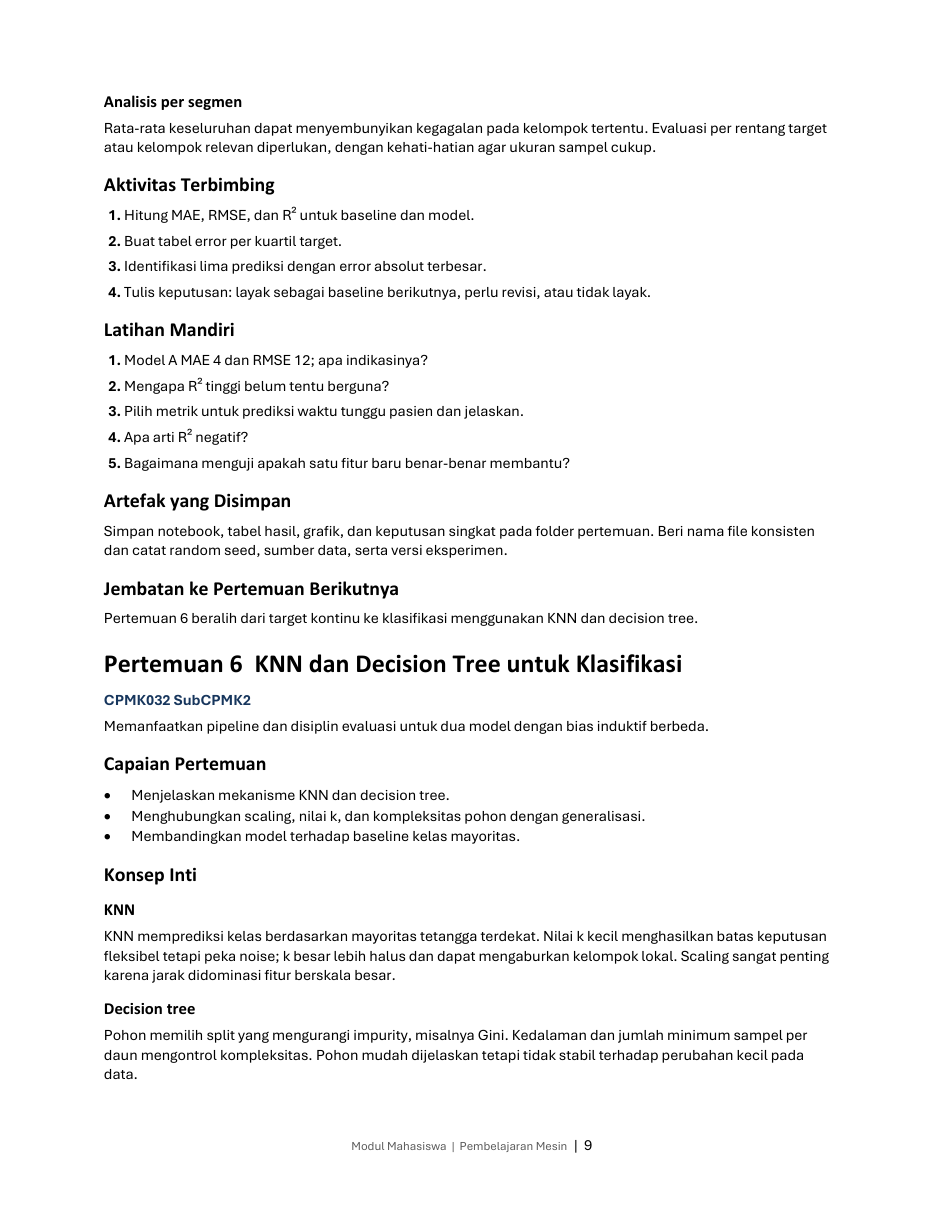 Analisis per segmen
Rata-rata keseluruhan dapat menyembunyikan kegagalan pada kelompok tertentu. Evaluasi per rentang target
atau kelompok relevan diperlukan, dengan kehati-hatian agar ukuran sampel cukup.
Aktivitas Terbimbing
1. Hitung MAE, RMSE, dan R² untuk baseline dan model.
2. Buat tabel error per kuartil target.
3. Identifikasi lima prediksi dengan error absolut terbesar.
4. Tulis keputusan: layak sebagai baseline berikutnya, perlu revisi, atau tidak layak.
Latihan Mandiri
1. Model A MAE 4 dan RMSE 12; apa indikasinya?
2. Mengapa R² tinggi belum tentu berguna?
3. Pilih metrik untuk prediksi waktu tunggu pasien dan jelaskan.
4. Apa arti R² negatif?
5. Bagaimana menguji apakah satu fitur baru benar-benar membantu?
Artefak yang Disimpan
Simpan notebook, tabel hasil, grafik, dan keputusan singkat pada folder pertemuan. Beri nama file konsisten
dan catat random seed, sumber data, serta versi eksperimen.
Jembatan ke Pertemuan Berikutnya
Pertemuan 6 beralih dari target kontinu ke klasifikasi menggunakan KNN dan decision tree.
Pertemuan 6  KNN dan Decision Tree untuk Klasifikasi
CPMK032 SubCPMK2
Memanfaatkan pipeline dan disiplin evaluasi untuk dua model dengan bias induktif berbeda.
Capaian Pertemuan
• Menjelaskan mekanisme KNN dan decision tree.
• Menghubungkan scaling, nilai k, dan kompleksitas pohon dengan generalisasi.
• Membandingkan model terhadap baseline kelas mayoritas.
Konsep Inti
KNN
KNN memprediksi kelas berdasarkan mayoritas tetangga terdekat. Nilai k kecil menghasilkan batas keputusan
fleksibel tetapi peka noise; k besar lebih halus dan dapat mengaburkan kelompok lokal. Scaling sangat penting
karena jarak didominasi fitur berskala besar.
Decision tree
Pohon memilih split yang mengurangi impurity, misalnya Gini. Kedalaman dan jumlah minimum sampel per
daun mengontrol kompleksitas. Pohon mudah dijelaskan tetapi tidak stabil terhadap perubahan kecil pada
data.
Modul Mahasiswa | Pembelajaran Mesin | 9